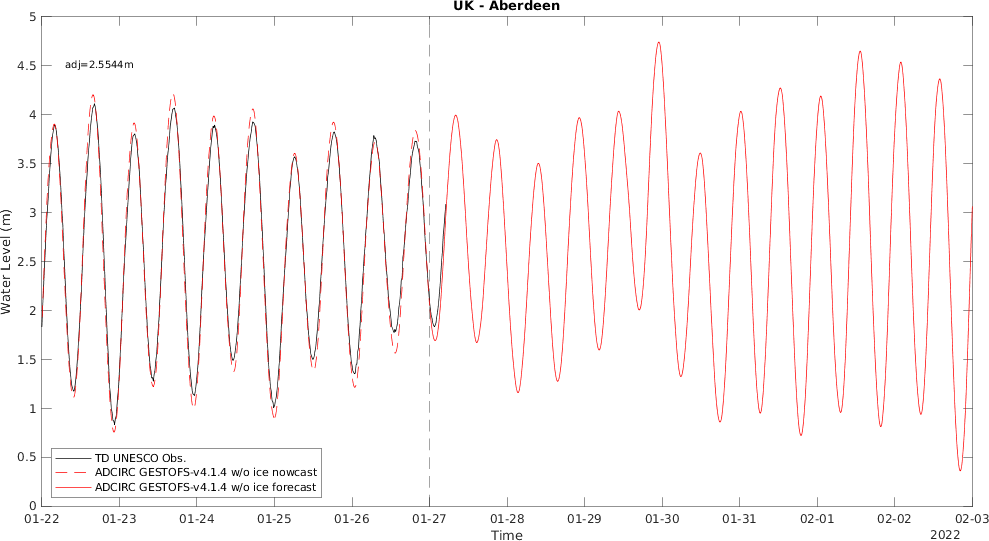 UK - Aberdeen
5
4.5
4
3.5
3
2.5
2
1.5
1
0.5
0
Water Level (m)
adj=2.5544m
TD UNESCO Obs.
ADCIRC GESTOFS-v4.1.4 w/o ice nowcast
ADCIRC GESTOFS-v4.1.4 w/o ice forecast
01-22 01-23 01-24 01-25 01-26 01-27 01-28 01-29 01-30 01-31 02-01 02-02 02-03
Time
2022